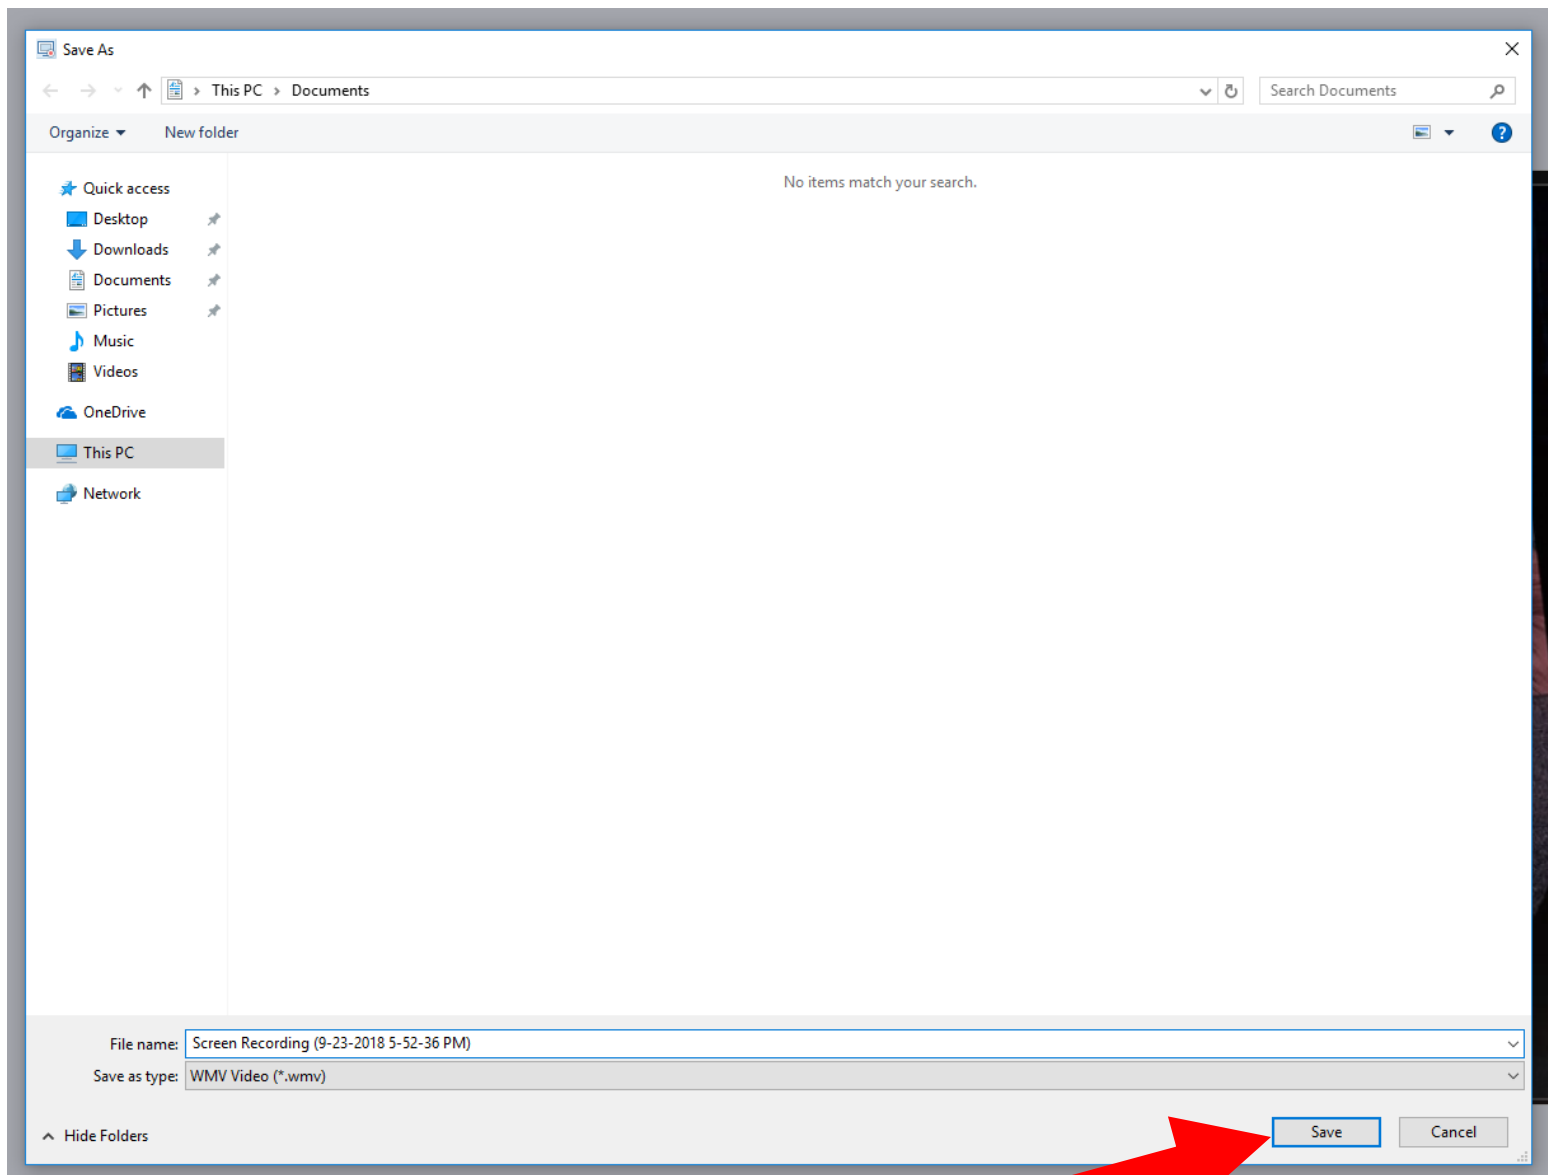 Save As
This PC > Documents
Search Documents
Organize
New folder
?
Quick access
No items match your search.
Desktop
Downloads
Documents
Pictures
Music
Videos
OneDrive
This PC
Network
File name: Screen Recording (9-23-2018 5-52-36 PM)
Save as type: WMV Video (*.wmv)
Hide Folders
Save
Cancel